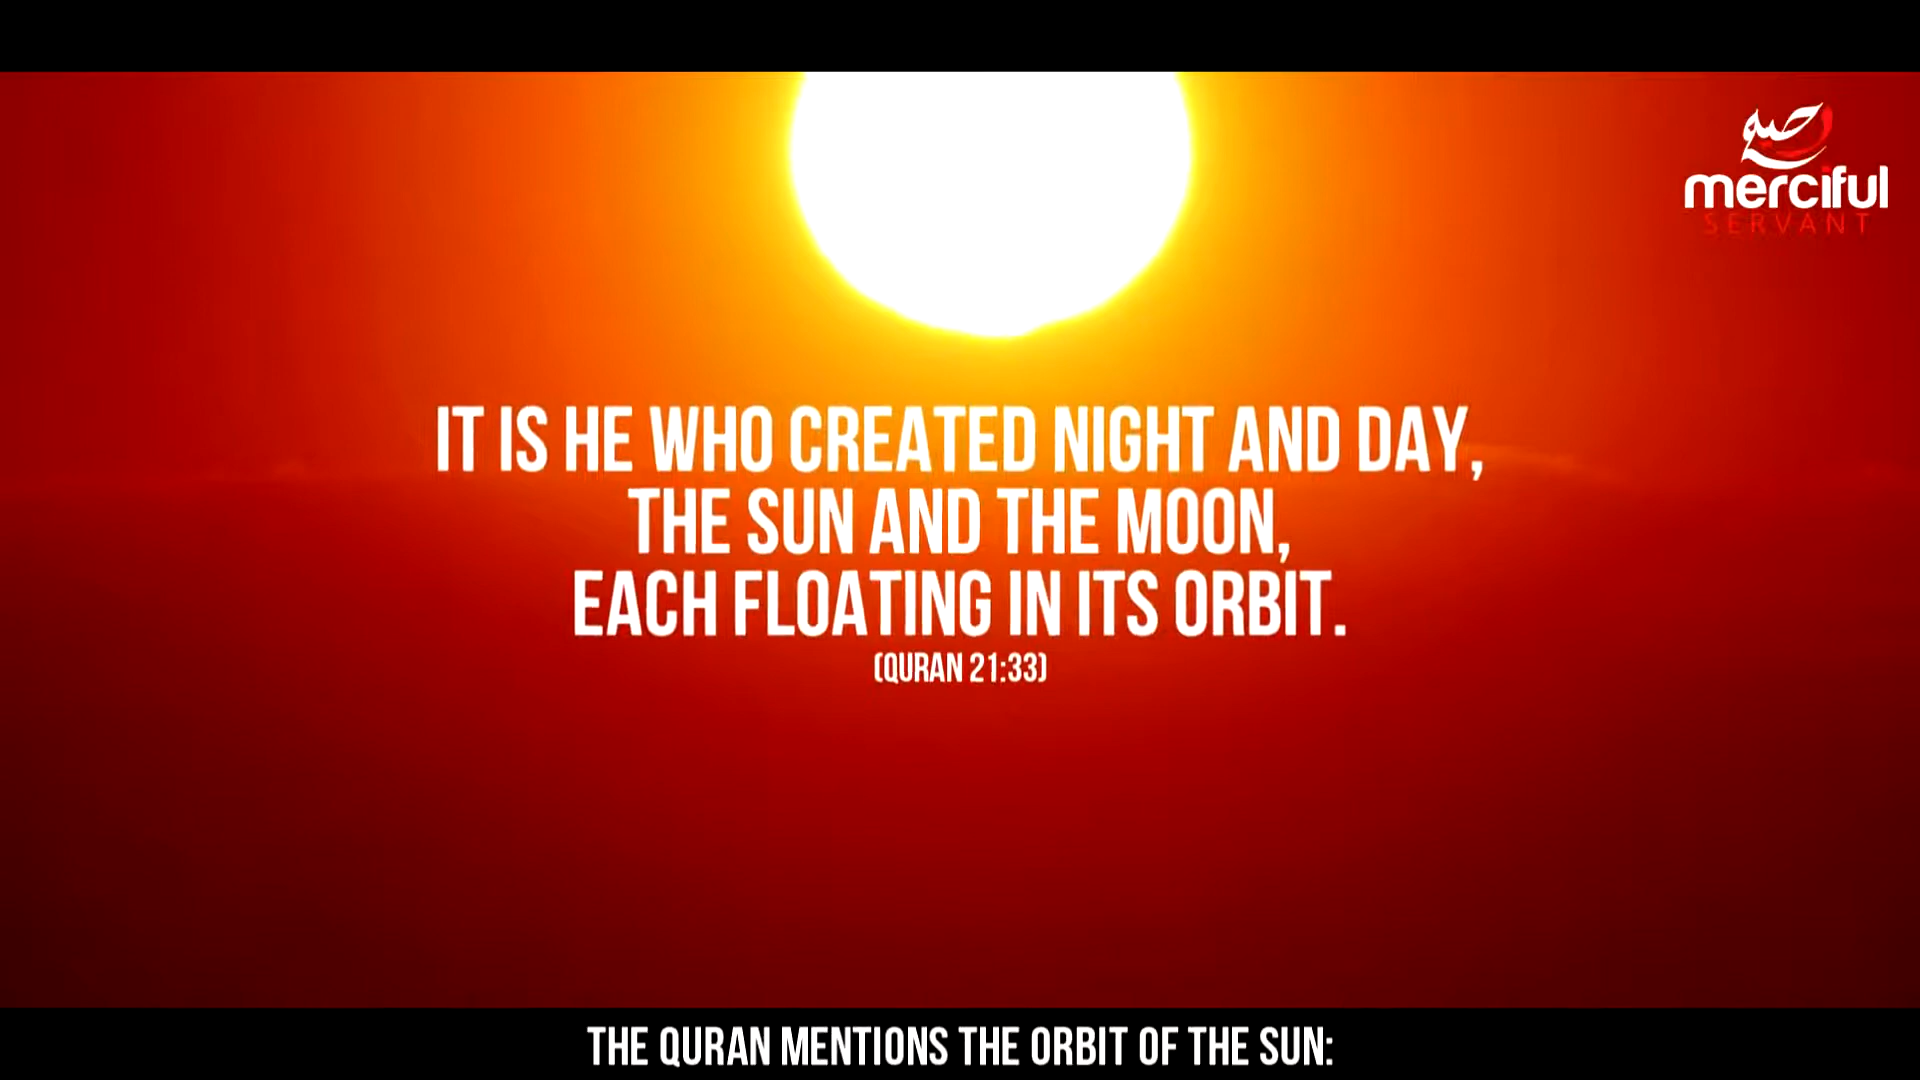 merciful
SERVANT
IT IS HE WHO CREATED NIGHT AND DAY,
THE SUN AND THE MOON,
EACH FLOATING IN ITS ORBIT.
(QURAN 21:33)
THE QURAN MENTIONS THE ORBIT OF THE SUN: